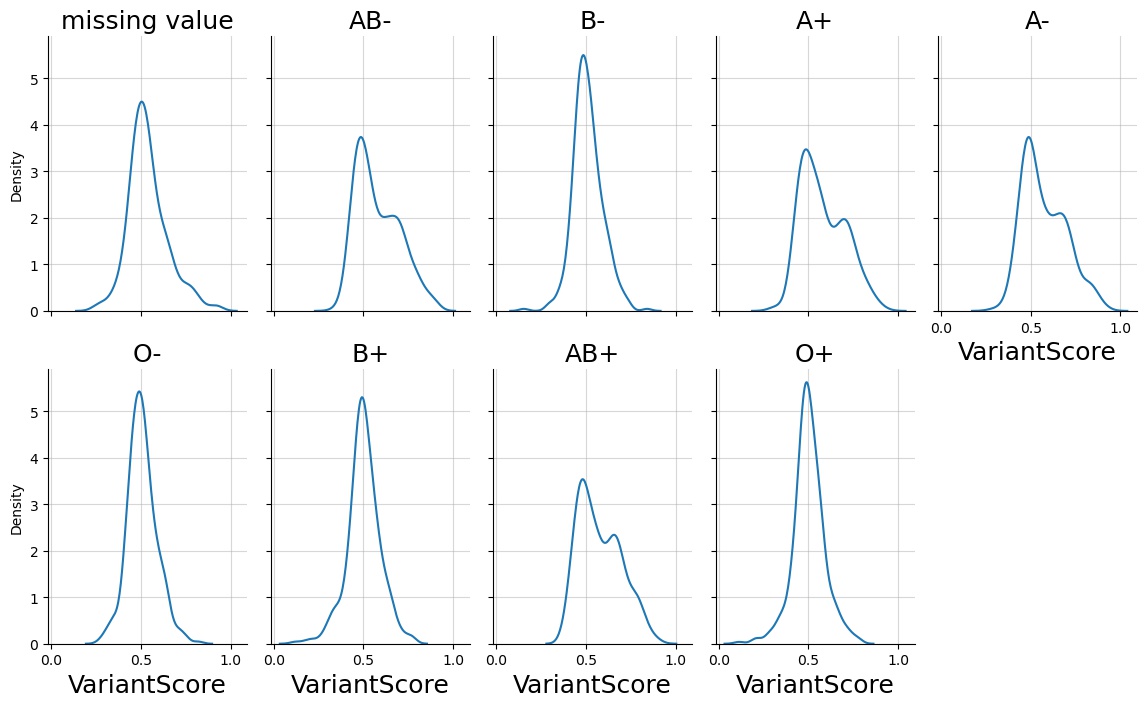 missing value
AB-
B-
A+
A-
Density
5
4
3
2
1
0
0.0 0.5 1.0
VariantScore
O-
B+
AB+
O+
Density
5
4
3
2
1
0
0.0 0.5 1.0
0.0 0.5 1.0
0.0 0.5 1.0
0.0 0.5 1.0
VariantScore
VariantScore
VariantScore
VariantScore